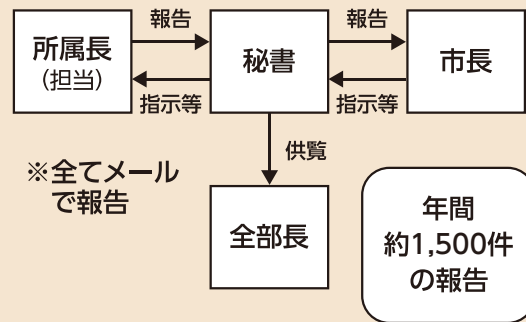 報告
報告
所属長
（担当）
秘書
市長
指示等
指示等
供覧
※全てメール
で報告
全部長
年間
約1,500件
の報告